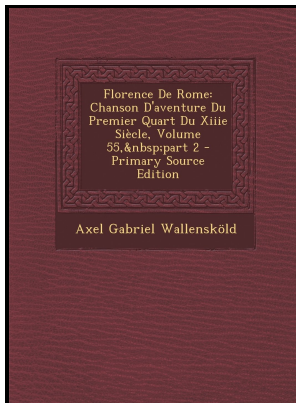 Florence De Rome:
Chanson D'aventure Du
Premier Quart Du Xiiie
Siècle, Volume
55,&nbsp;part 2 -
Primary Source
Edition
Axel Gabriel Wallensköld